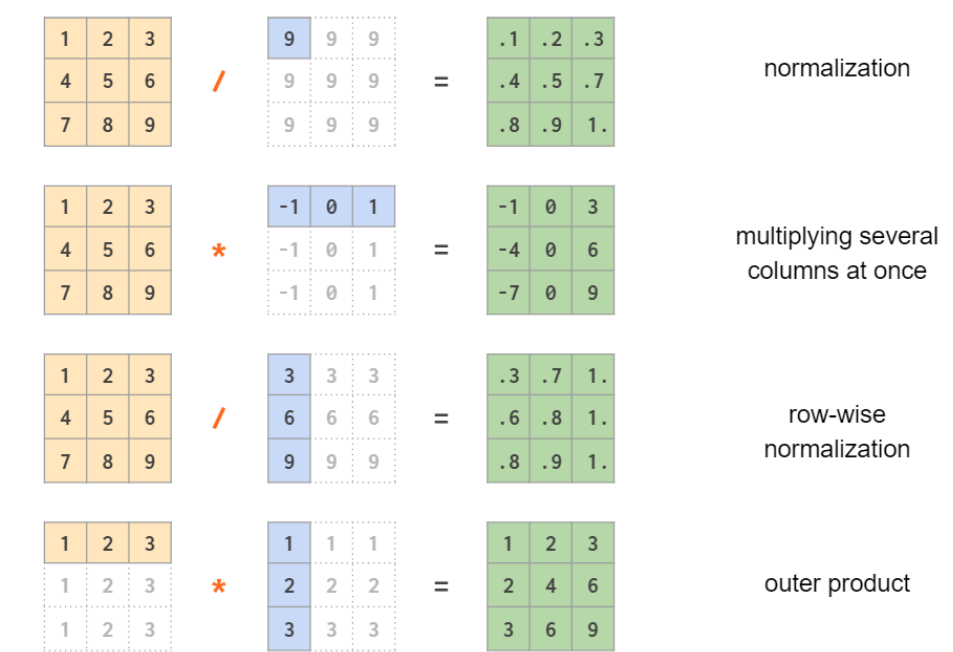 1 2 3 9 9 9 .1 .2 .3
4 5 6 / 9 9 9 = .4 .5 .7 normalization
7 8 9 9 9 9 .8 .9 1.
1 2 3 -1 0 1 -1 0 3
4 5 6 * -1 0 1 = -4 0 6 multiplying several
columns at once
7 8 9 -1 0 1 -7 0 9
1 2 3 3 3 3 .3 .7 1.
4 5 6 / 6 6 6 = .6 .8 1. row-wise
normalization
7 8 9 9 9 9 .8 .9 1.
1 2 3 1 1 1 1 2 3
1 2 3 * 2 2 2 = 2 4 6 outer product
1 2 3 3 3 3 3 6 9